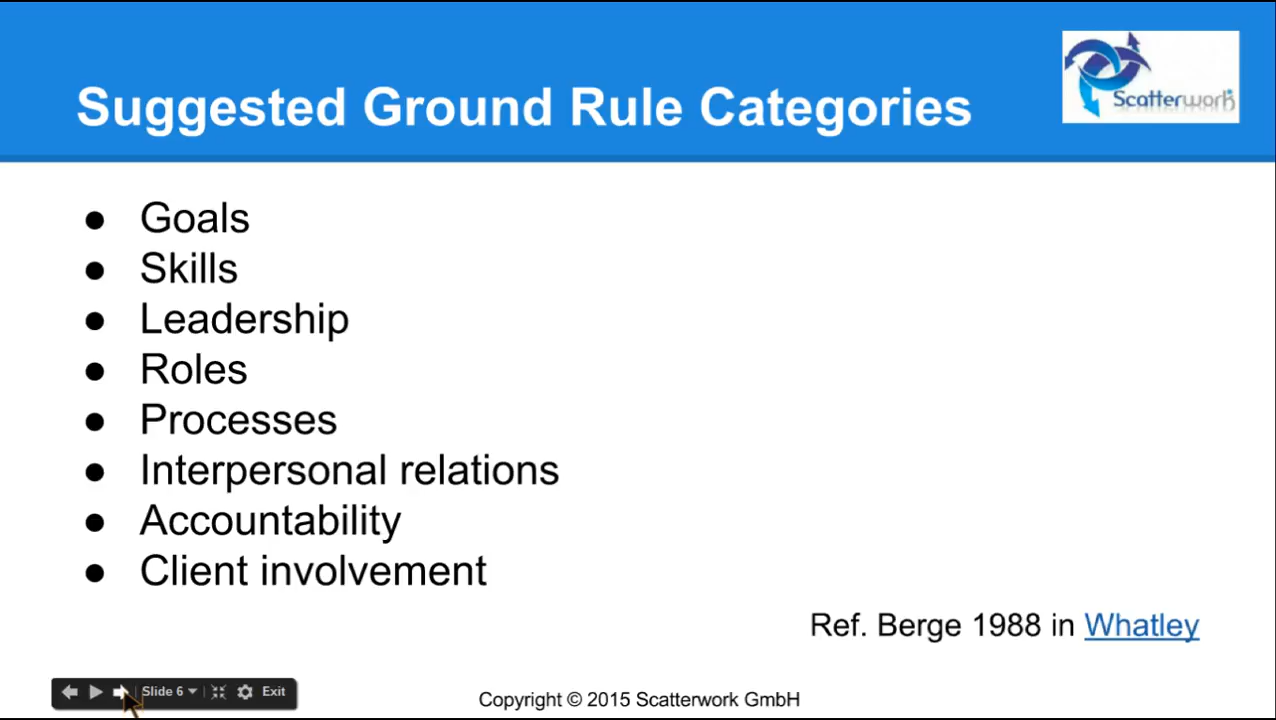 Suggested Ground Rule Categories
Scatterwork
● Goals
● Skills
● Leadership
● Roles
● Processes
● Interpersonal relations
● Accountability
● Client involvement
Ref. Berge 1988 in Whatley
Slide 6
Exit
Copyright © 2015 Scatterwork GmbH